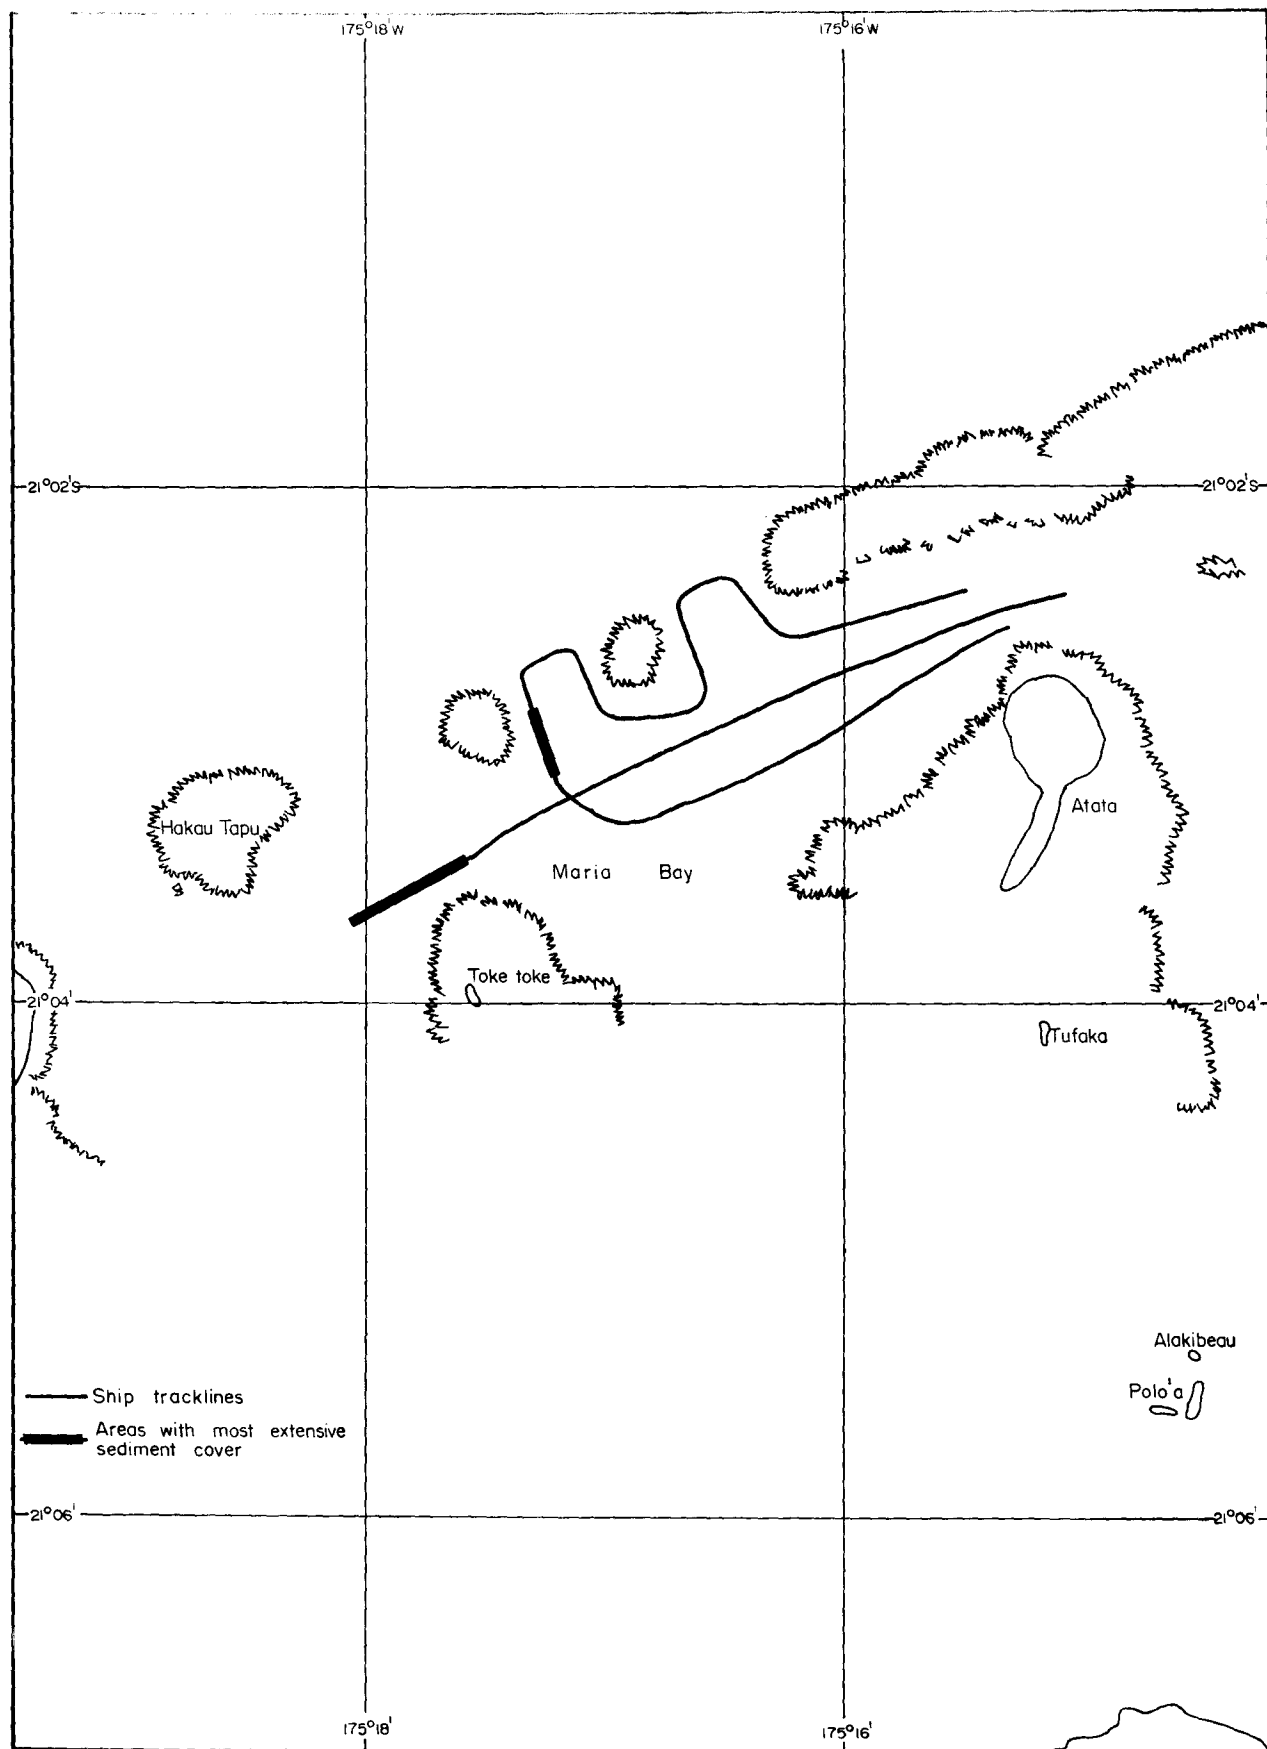 175°18'W
175°16'W
21°02'S
21°02'S
Hakau Tapu
Atata
Maria Bay
Toke toke
21°04'
21°04'
Tufaka
Alakibeau
Polo'a
Ship tracklines
Areas with most extensive
sediment cover
21°06'
21°06'
175°18'
175°16'